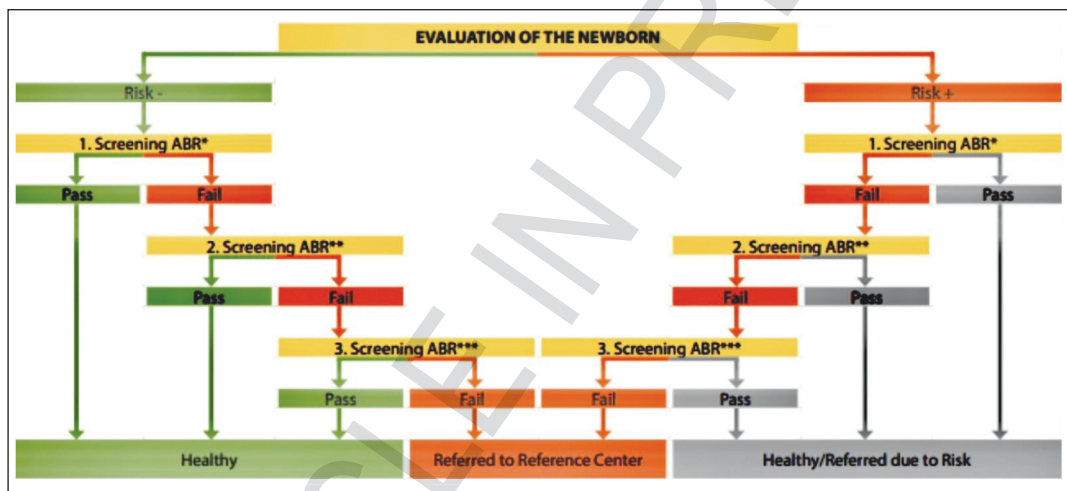 EVALUATION OF THE NEWBORN
Risk -
Risk +
1. Screening ABR*
1. Screening ABR*
Pass
Fail
Fail
Pass
2. Screening ABR**
2. Screening ABR**
Pass
Fail
Fail
Pass
3. Screening ABR***
3. Screening ABR***
Pass
Fail
Fail
Pass
Healthy
Referred to Reference Center
Healthy/Referred due to Risk